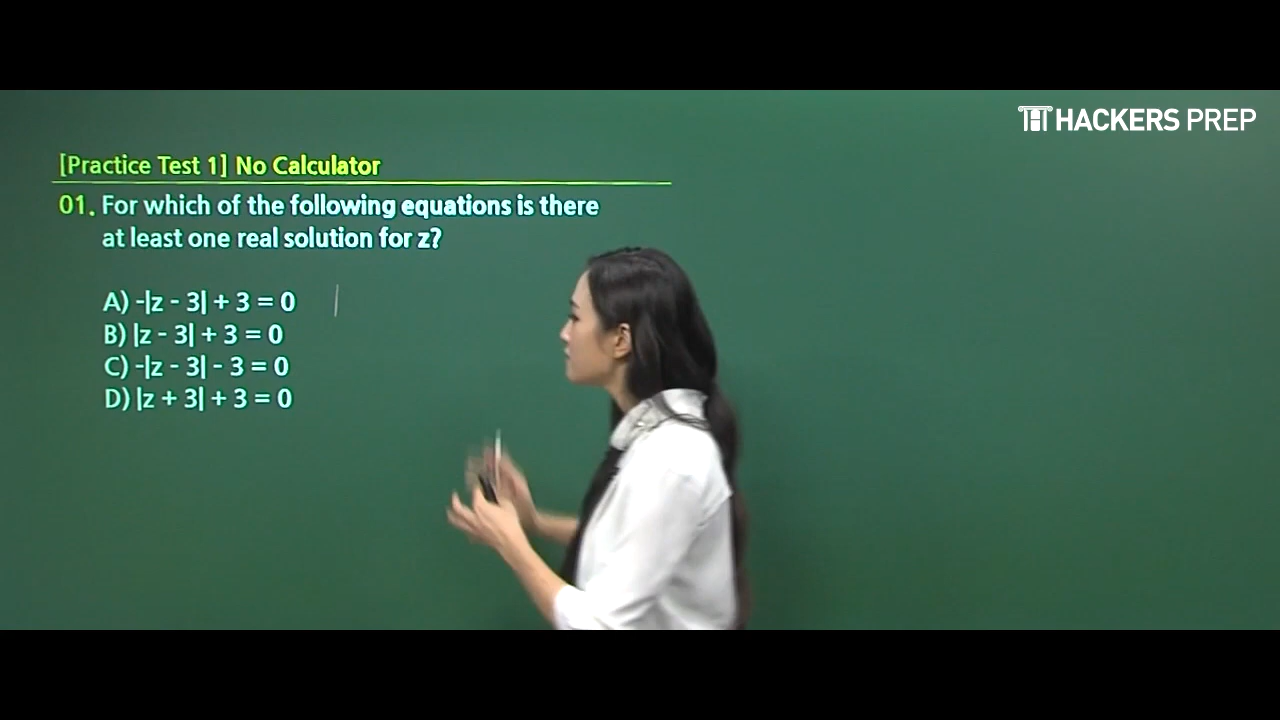 HACKERS PREP
[Practice Test 1] No Calculator
01. For which of the following equations is there
at least one real solution for z?
A) -|z - 3| + 3 = 0
B) |z - 3| + 3 = 0
C) -|z - 3| - 3 = 0
D) |z + 3| + 3 = 0